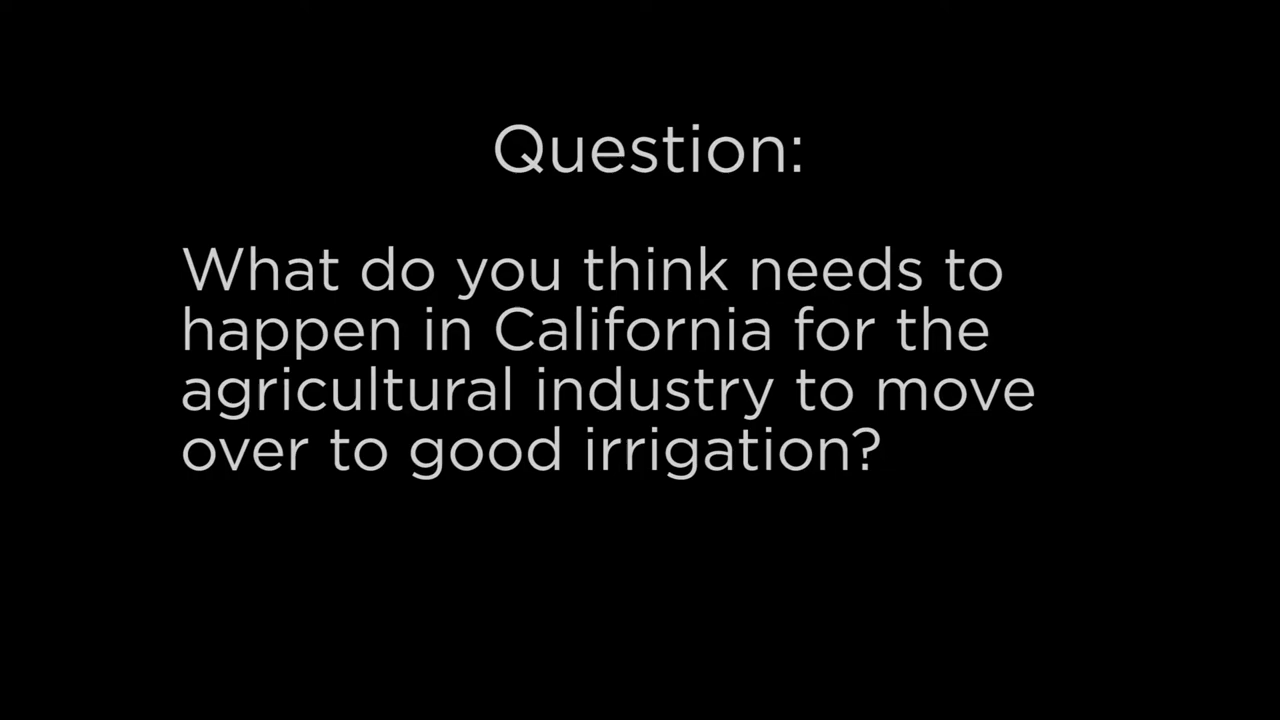 Question:
What do you think needs to
happen in California for the
agricultural industry to move
over to good irrigation?